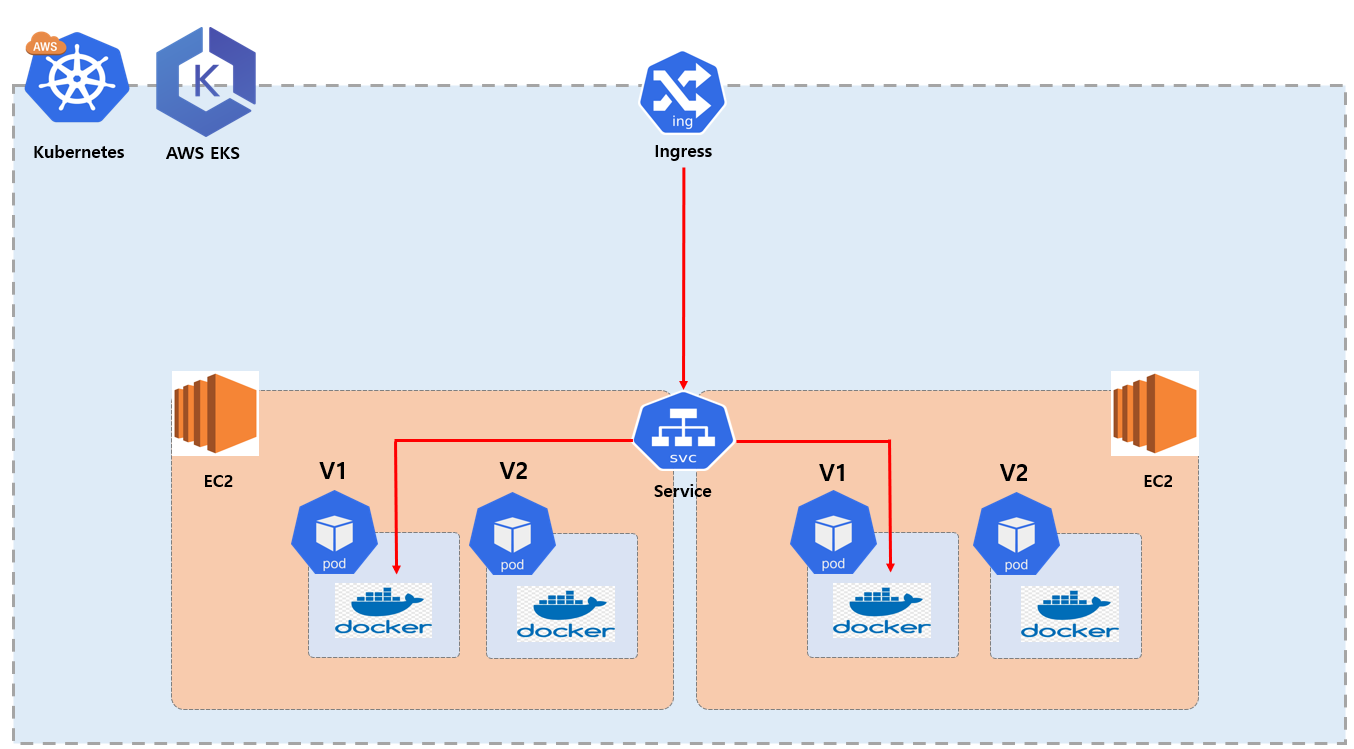 AWS
K
Kubernetes
AWS EKS
ing
Ingress
svc
Service
EC2
V1
pod
docker
V2
pod
docker
V1
pod
docker
V2
pod
docker
EC2